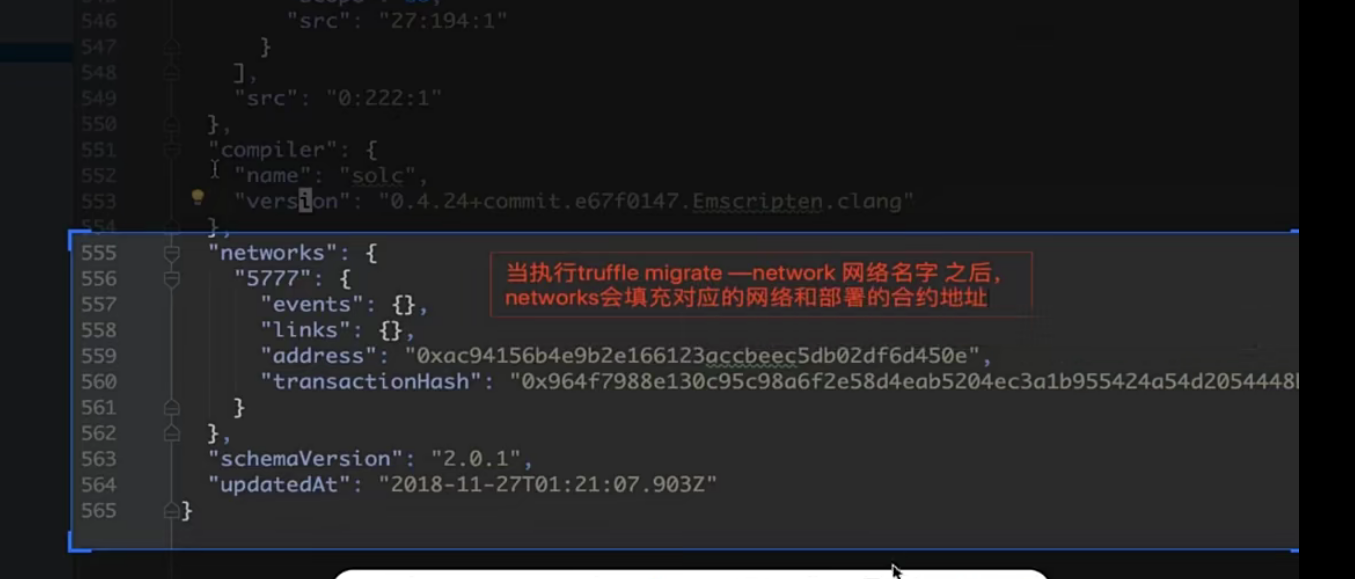 546 "src": "27:194:1"
547 }
548 ],
549 "src": "0:222:1"
550 },
551 "compiler": {
552 "name": "solc",
553 "version": "0.4.24+commit.e67f0147.Emscripten.clang"
554 },
555 "networks": {
556 "5777": {
当执行truffle migrate —network 网络名字 之后,
networks会填充对应的网络和部署的合约地址
557 "events": {},
558 "links": {},
559 "address": "0xac94156b4e9b2e166123accbeec5db02df6d450e",
560 "transactionHash": "0x964f7988e130c95c98a6f2e58d4eab5204ec3a1b955424a54d2054448
561 }
562 },
563 "schemaVersion": "2.0.1",
564 "updatedAt": "2018-11-27T01:21:07.903Z"
565 }